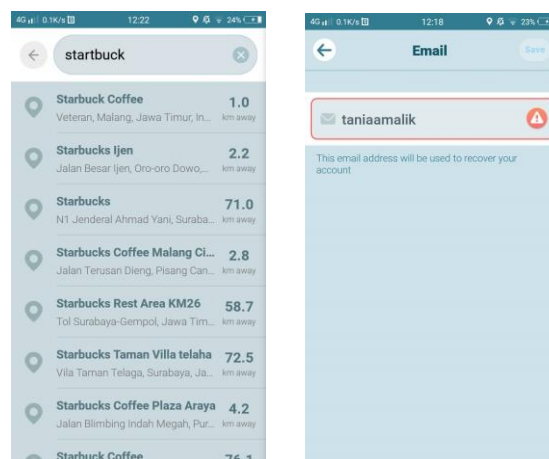 4G 0.1K/s 12:22 24%
startbuck
Starbuck Coffee 1.0
Veteran, Malang, Jawa Timur, In... km away
Starbucks Ijen 2.2
Jalan Besar Ijen, Oro-oro Dowo,... km away
Starbucks 71.0
N1 Jenderal Ahmad Yani, Suraba... km away
Starbucks Coffee Malang Ci... 2.8
Jalan Terusan Dieng, Pisang Can... km away
Starbucks Rest Area KM26 58.7
Tol Surabaya-Gempol, Jawa Tim... km away
Starbucks Taman Villa telaha 72.5
Vila Taman Telaga, Surabaya, Ja... km away
Starbucks Coffee Plaza Araya 4.2
Jalan Blimbing Indah Megah, Pur... km away
Starbuck Coffee 76.1
4G 0.1K/s 12:18 23%
Email Save
taniaamalik
This email address will be used to recover your
account